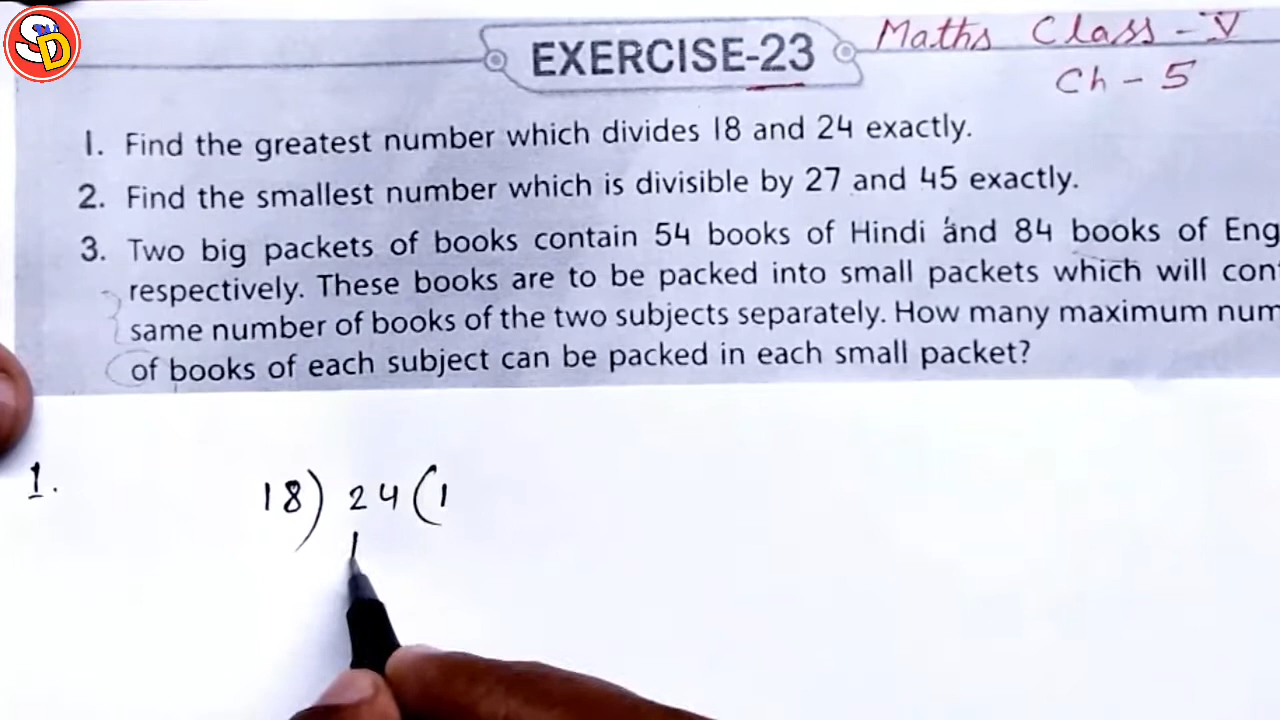 SD
EXERCISE-23
Maths Class - V
Ch - 5
1. Find the greatest number which divides 18 and 24 exactly.
2. Find the smallest number which is divisible by 27 and 45 exactly.
3. Two big packets of books contain 54 books of Hindi and 84 books of Eng
respectively. These books are to be packed into small packets which will con
same number of books of the two subjects separately. How many maximum num
of books of each subject can be packed in each small packet?
1.
18) 24 (1
1